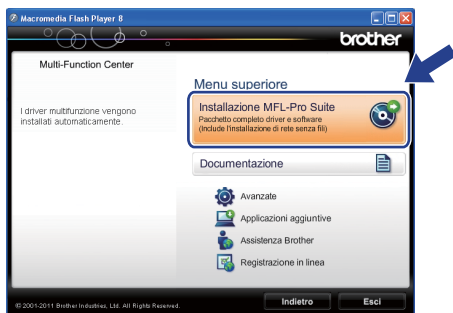 Macromedia Flash Player 8
brother
Multi-Function Center
I driver multifunzione vengono
installati automaticamente.
Menu superiore
Installazione MFL-Pro Suite
Pacchetto completo driver e software
(Include l'installazione di rete senza fili)
Documentazione
Avanzate
Applicazioni aggiuntive
Assistenza Brother
Registrazione in linea
© 2001-2011 Brother Industries, Ltd. All Rights Reserved.
Indietro
Esci